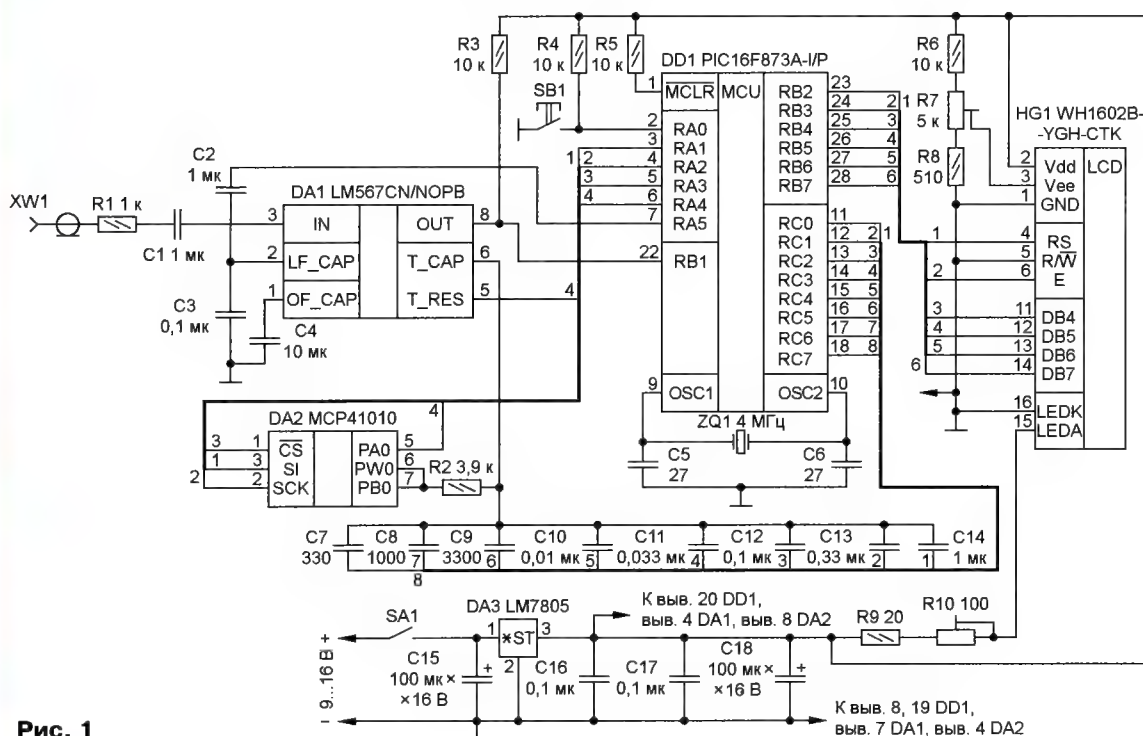 R3
10 к
R4
10 к
R5
10 к
SB1
DD1 PIC16F873A-I/P
1
MCLR
MCU
2
RA0
3
RA1
4
RA2
5
RA3
6
RA4
7
RA5
22
RB1
9
OSC1
RB2
23
RB3
24
RB4
25
RB5
26
RB6
27
RB7
28
RC0
11
RC1
12
RC2
13
RC3
14
RC4
15
RC5
16
RC6
17
RC7
18
OSC2
10
1
2
3
4
1
2
3
4
5
6
1
2
3
4
5
6
7
8
R6
10 к
R7
5 к
R8
510
HG1 WH1602B-
-YGH-CTK
2
Vdd
LCD
3
Vee
1
GND
1
4
RS
5
R/W
2
6
E
3
11
DB4
4
12
DB5
5
13
DB6
6
14
DB7
16
LEDK
15
LEDA
C2
1 мк
XW1
R1 1 к
C1 1 мк
DA1 LM567CN/NOPB
3
IN
OUT
8
2
LF_CAP
T_CAP
6
1
OF_CAP
T_RES
5
4
C3
0,1 мк
C4
10 мк
DA2 MCP41010
3
1
CS
PA0
5
4
1
3
SI
PW0
6
2
2
SCK
PB0
7
R2 3,9 к
ZQ1 4 МГц
C5
27
C6
27
C7
330
C8
1000
7
8
C9
3300
6
C10
0,01 мк
5
C11
0,033 мк
4
C12
0,1 мк
3
C13
0,33 мк
2
C14
1 мк
1
SA1
DA3 LM7805
1
*ST
3
2
К выв. 20 DD1,
выв. 4 DA1, выв. 8 DA2
R9 20
R10 100
- 9...16 В +
C15
100 мк×
×16 В
+
C16
0,1 мк
C17
0,1 мк
C18
100 мк×
×16 В
+
К выв. 8, 19 DD1,
выв. 7 DA1, выв. 4 DA2
Рис. 1